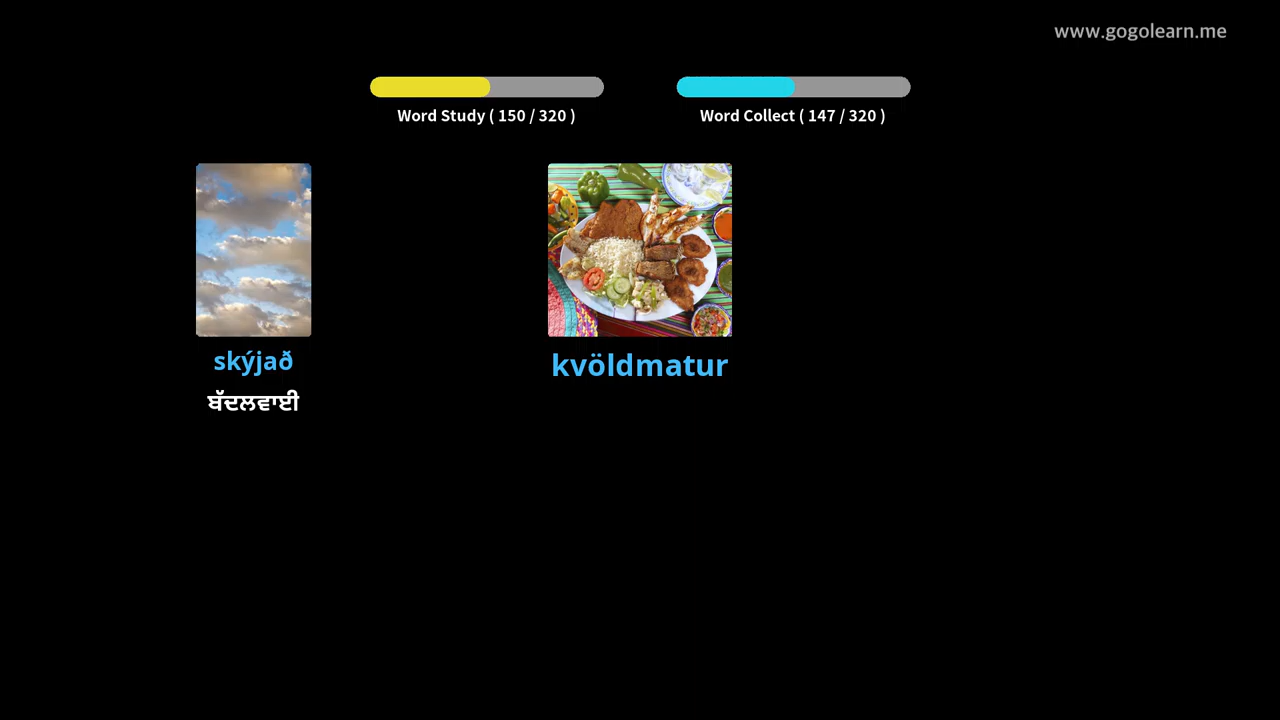 www.gogolearn.me
Word Study ( 150 / 320 )
Word Collect ( 147 / 320 )
skýjað
ਬੱਦਲਵਾਈ
kvöldmatur